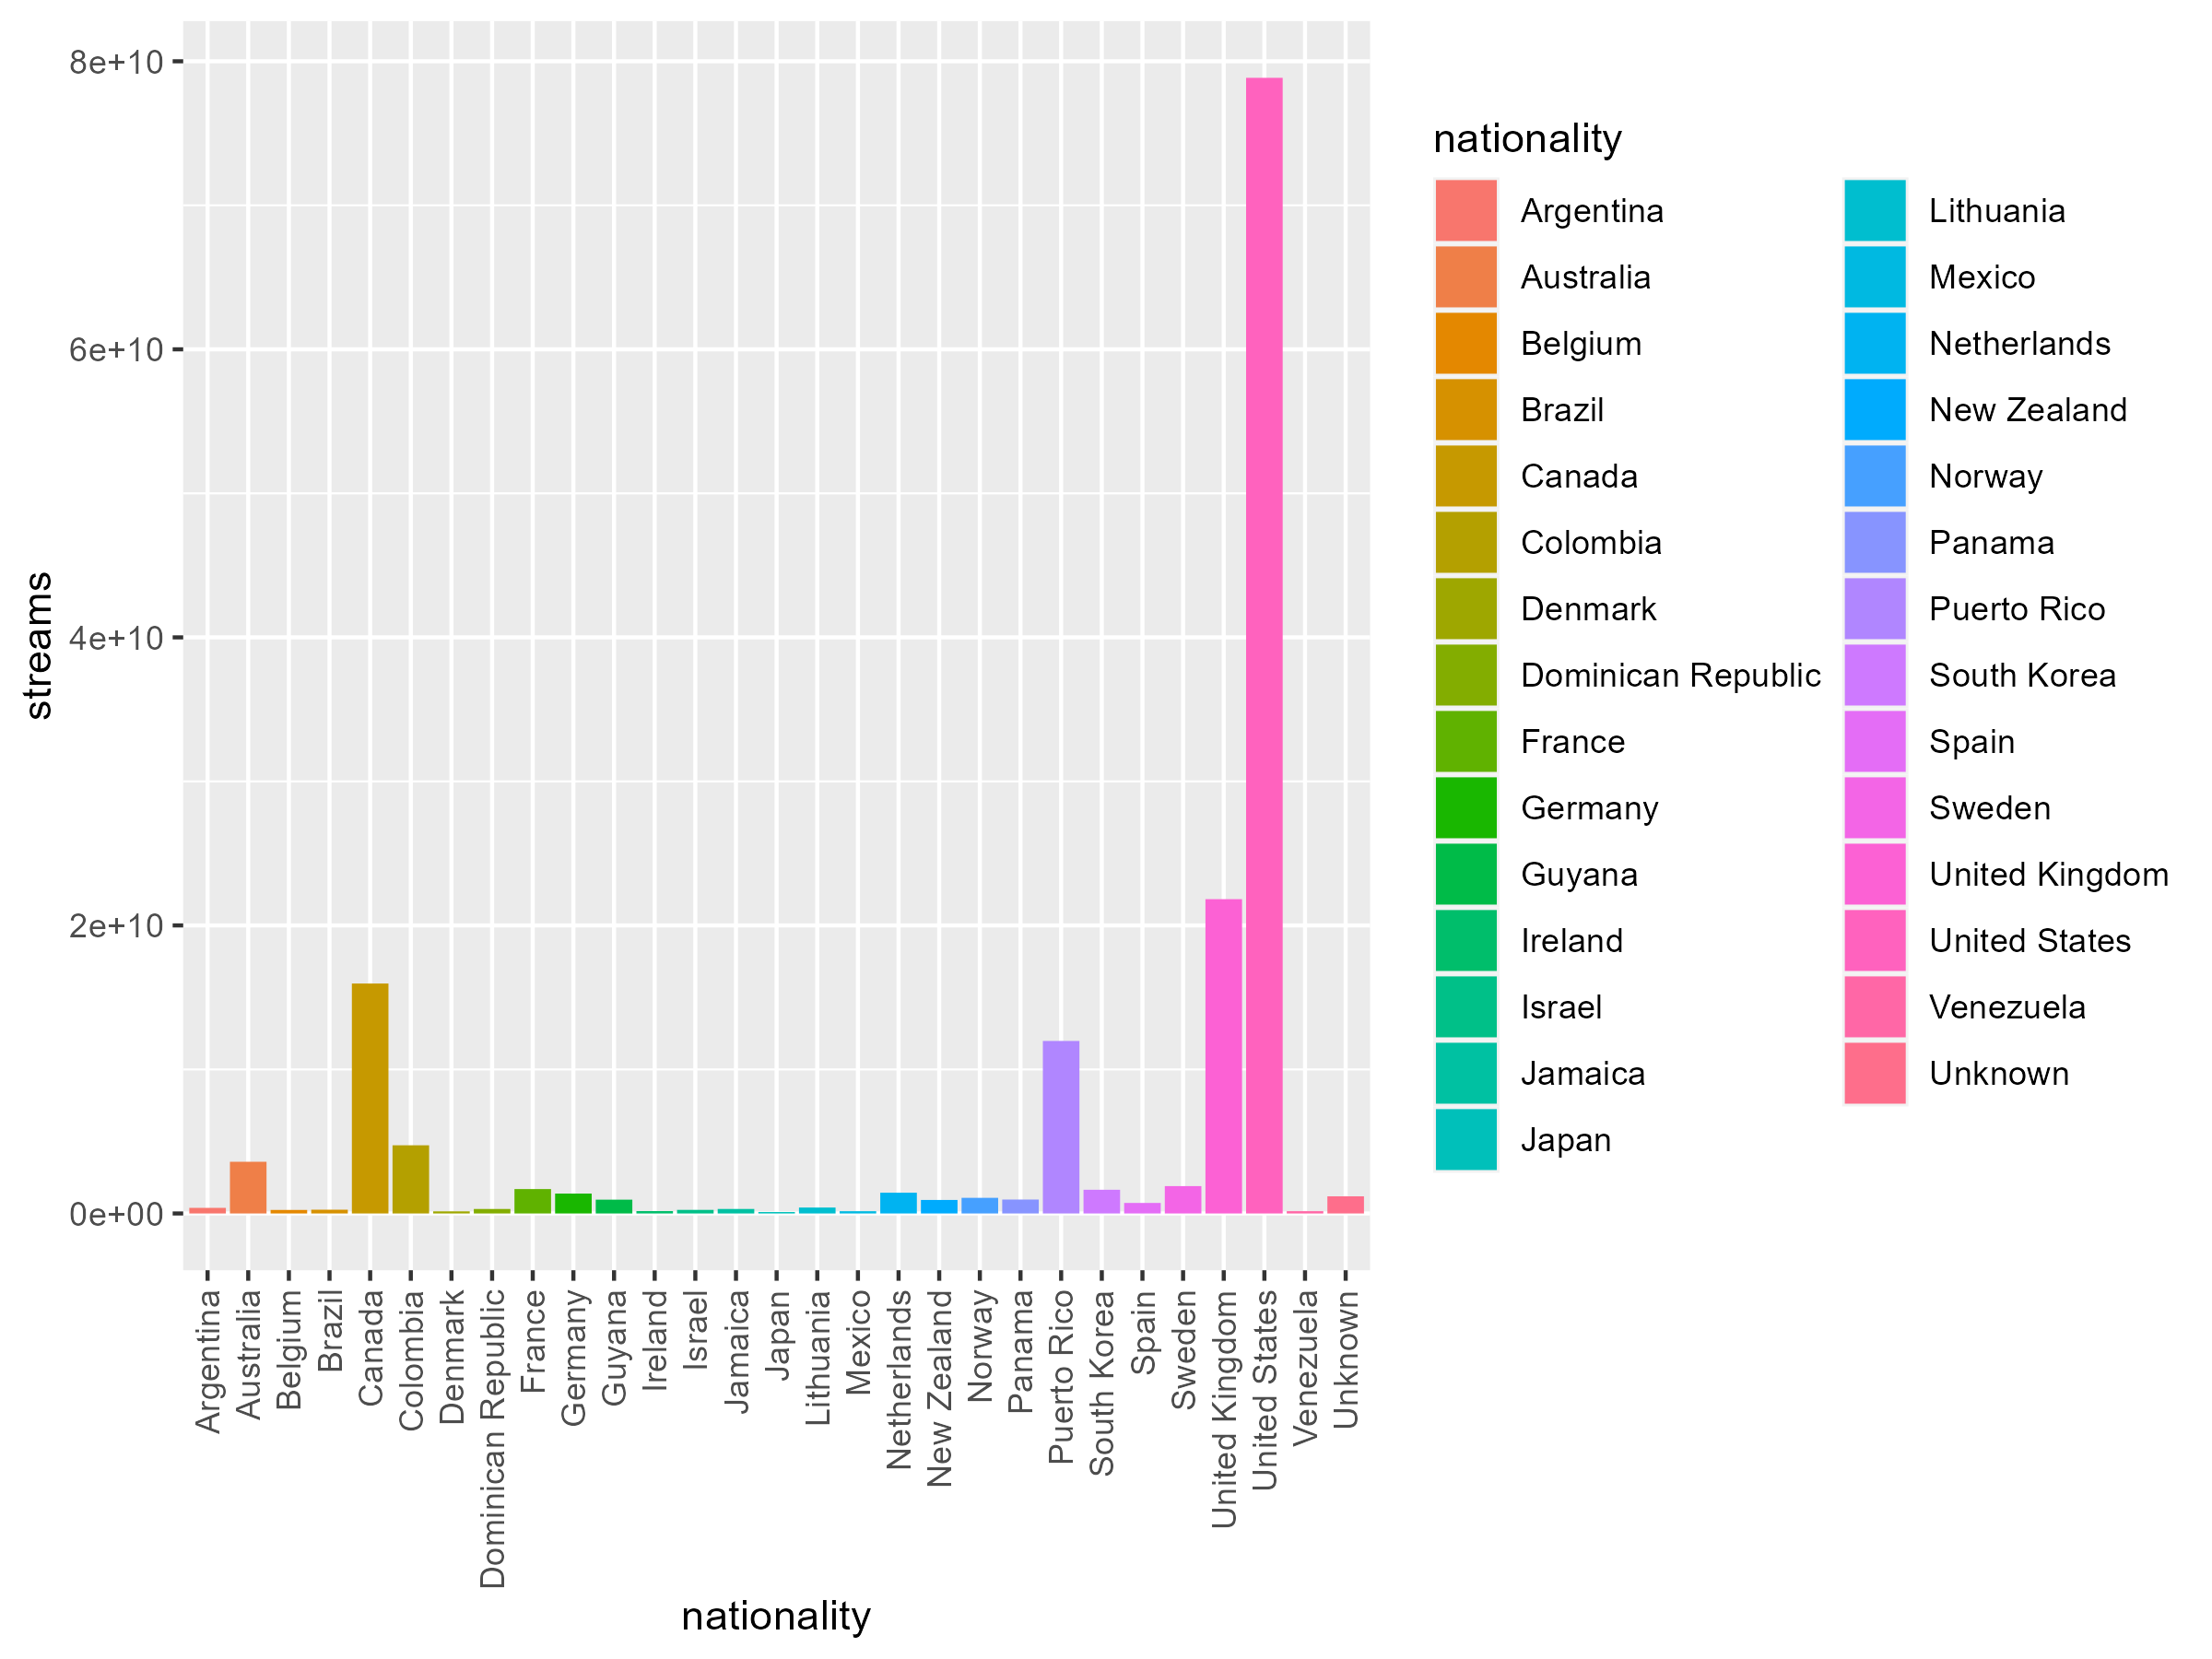 8e+10
6e+10
4e+10
2e+10
0e+00
streams
Argentina
Australia
Belgium
Brazil
Canada
Colombia
Denmark
Dominican Republic
France
Germany
Guyana
Ireland
Israel
Jamaica
Japan
Lithuania
Mexico
Netherlands
New Zealand
Norway
Panama
Puerto Rico
South Korea
Spain
Sweden
United Kingdom
United States
Venezuela
Unknown
nationality
nationality
Argentina
Australia
Belgium
Brazil
Canada
Colombia
Denmark
Dominican Republic
France
Germany
Guyana
Ireland
Israel
Jamaica
Japan
Lithuania
Mexico
Netherlands
New Zealand
Norway
Panama
Puerto Rico
South Korea
Spain
Sweden
United Kingdom
United States
Venezuela
Unknown